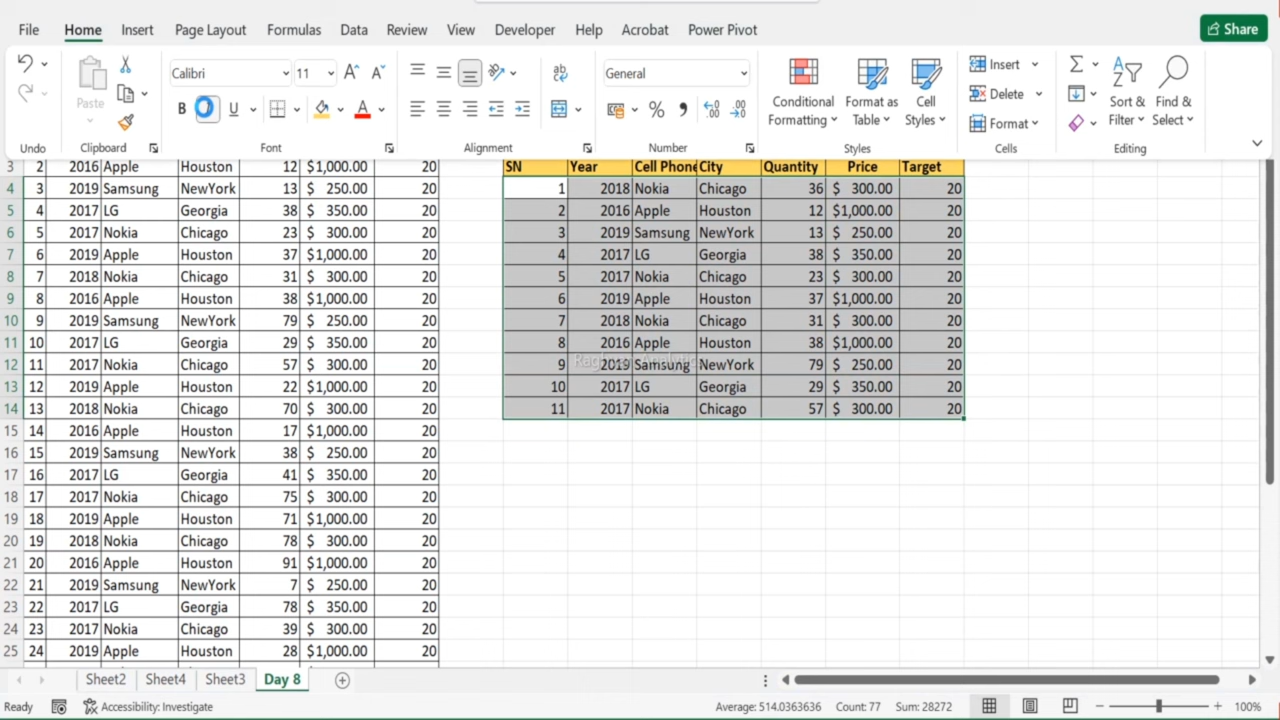 File Home Insert Page Layout Formulas Data Review View Developer Help Acrobat Power Pivot Share
Calibri 11 General Insert
Paste B U Conditional Formatting Format as Table Cell Styles Delete Sort & Filter Find & Select
Format
Undo Clipboard Font Alignment Number Styles Cells Editing
3 2 2016 Apple Houston 12 $1,000.00 20 SN Year Cell Phone City Quantity Price Target
4 3 2019 Samsung NewYork 13 $ 250.00 20 1 2018 Nokia Chicago 36 $ 300.00 20
5 4 2017 LG Georgia 38 $ 350.00 20 2 2016 Apple Houston 12 $1,000.00 20
6 5 2017 Nokia Chicago 23 $ 300.00 20 3 2019 Samsung NewYork 13 $ 250.00 20
7 6 2019 Apple Houston 37 $1,000.00 20 4 2017 LG Georgia 38 $ 350.00 20
8 7 2018 Nokia Chicago 31 $ 300.00 20 5 2017 Nokia Chicago 23 $ 300.00 20
9 8 2016 Apple Houston 38 $1,000.00 20 6 2019 Apple Houston 37 $1,000.00 20
10 9 2019 Samsung NewYork 79 $ 250.00 20 7 2018 Nokia Chicago 31 $ 300.00 20
11 10 2017 LG Georgia 29 $ 350.00 20 8 2016 Apple Houston 38 $1,000.00 20
12 11 2017 Nokia Chicago 57 $ 300.00 20 9 2019 Samsung NewYork 79 $ 250.00 20
13 12 2019 Apple Houston 22 $1,000.00 20 10 2017 LG Georgia 29 $ 350.00 20
14 13 2018 Nokia Chicago 70 $ 300.00 20 11 2017 Nokia Chicago 57 $ 300.00 20
15 14 2016 Apple Houston 17 $1,000.00 20
16 15 2019 Samsung NewYork 38 $ 250.00 20
17 16 2017 LG Georgia 41 $ 350.00 20
18 17 2017 Nokia Chicago 75 $ 300.00 20
19 18 2019 Apple Houston 71 $1,000.00 20
20 19 2018 Nokia Chicago 78 $ 300.00 20
21 20 2016 Apple Houston 91 $1,000.00 20
22 21 2019 Samsung NewYork 7 $ 250.00 20
23 22 2017 LG Georgia 78 $ 350.00 20
24 23 2017 Nokia Chicago 39 $ 300.00 20
25 24 2019 Apple Houston 28 $1,000.00 20
Sheet2 Sheet4 Sheet3 Day 8
Ready Accessibility: Investigate Average: 514.0363636 Count: 77 Sum: 28272 100%